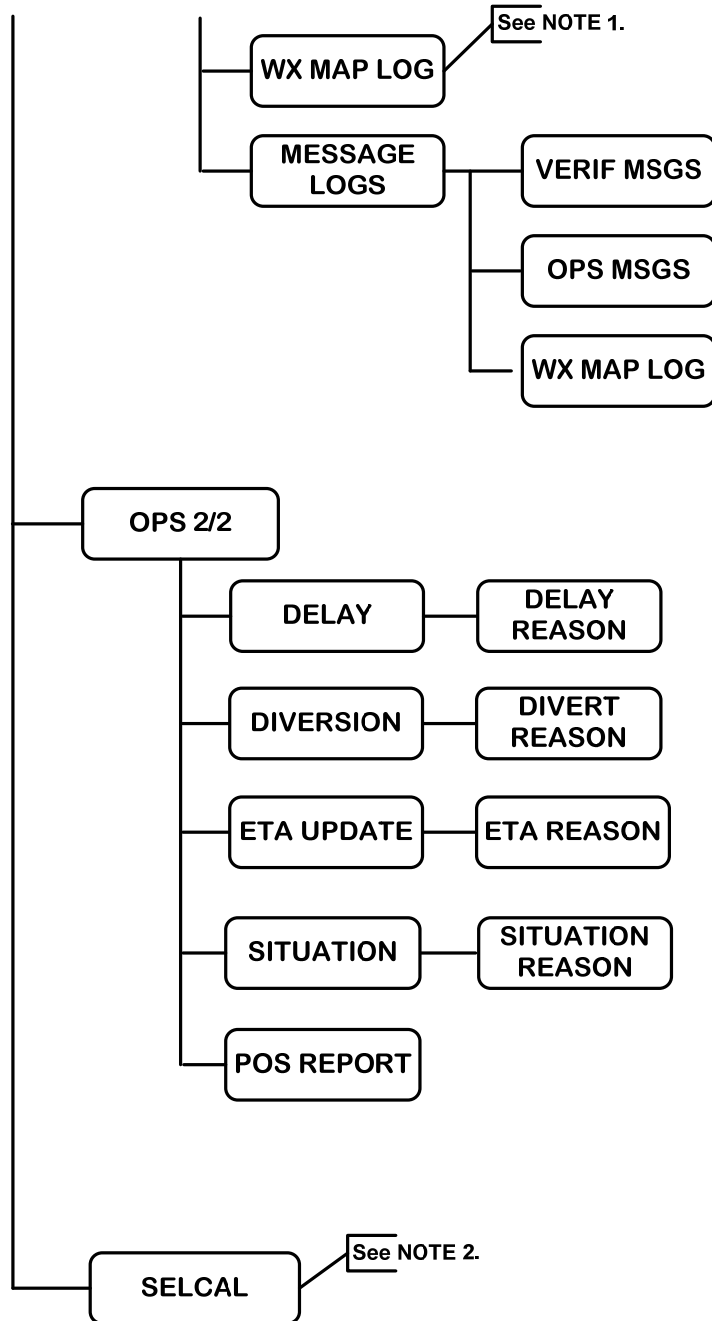 See NOTE 1.
WX MAP LOG
MESSAGE
LOGS
VERIF MSGS
OPS MSGS
WX MAP LOG
OPS 2/2
DELAY
DELAY
REASON
DIVERSION
DIVERT
REASON
ETA UPDATE
ETA REASON
SITUATION
SITUATION
REASON
POS REPORT
See NOTE 2.
SELCAL